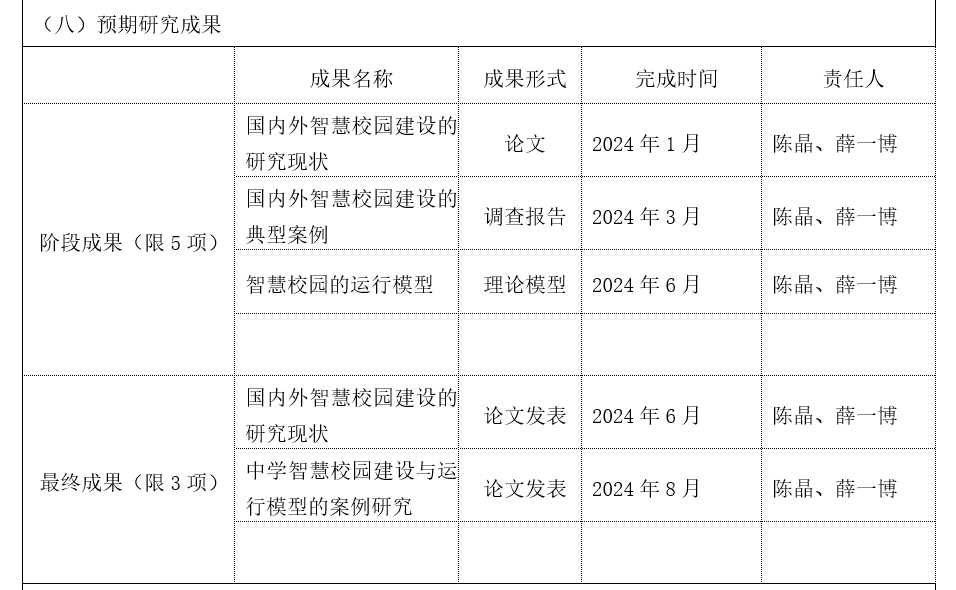 （八）预期研究成果
成果名称 成果形式 完成时间 责任人
阶段成果（限 5 项）
国内外智慧校园建设的
研究现状
论文 2024 年 1 月 陈晶、薛一博
国内外智慧校园建设的
典型案例
调查报告 2024 年 3 月 陈晶、薛一博
智慧校园的运行模型 理论模型 2024 年 6 月 陈晶、薛一博
最终成果（限 3 项）
国内外智慧校园建设的
研究现状
论文发表 2024 年 6 月 陈晶、薛一博
中学智慧校园建设与运
行模型的案例研究
论文发表 2024 年 8 月 陈晶、薛一博